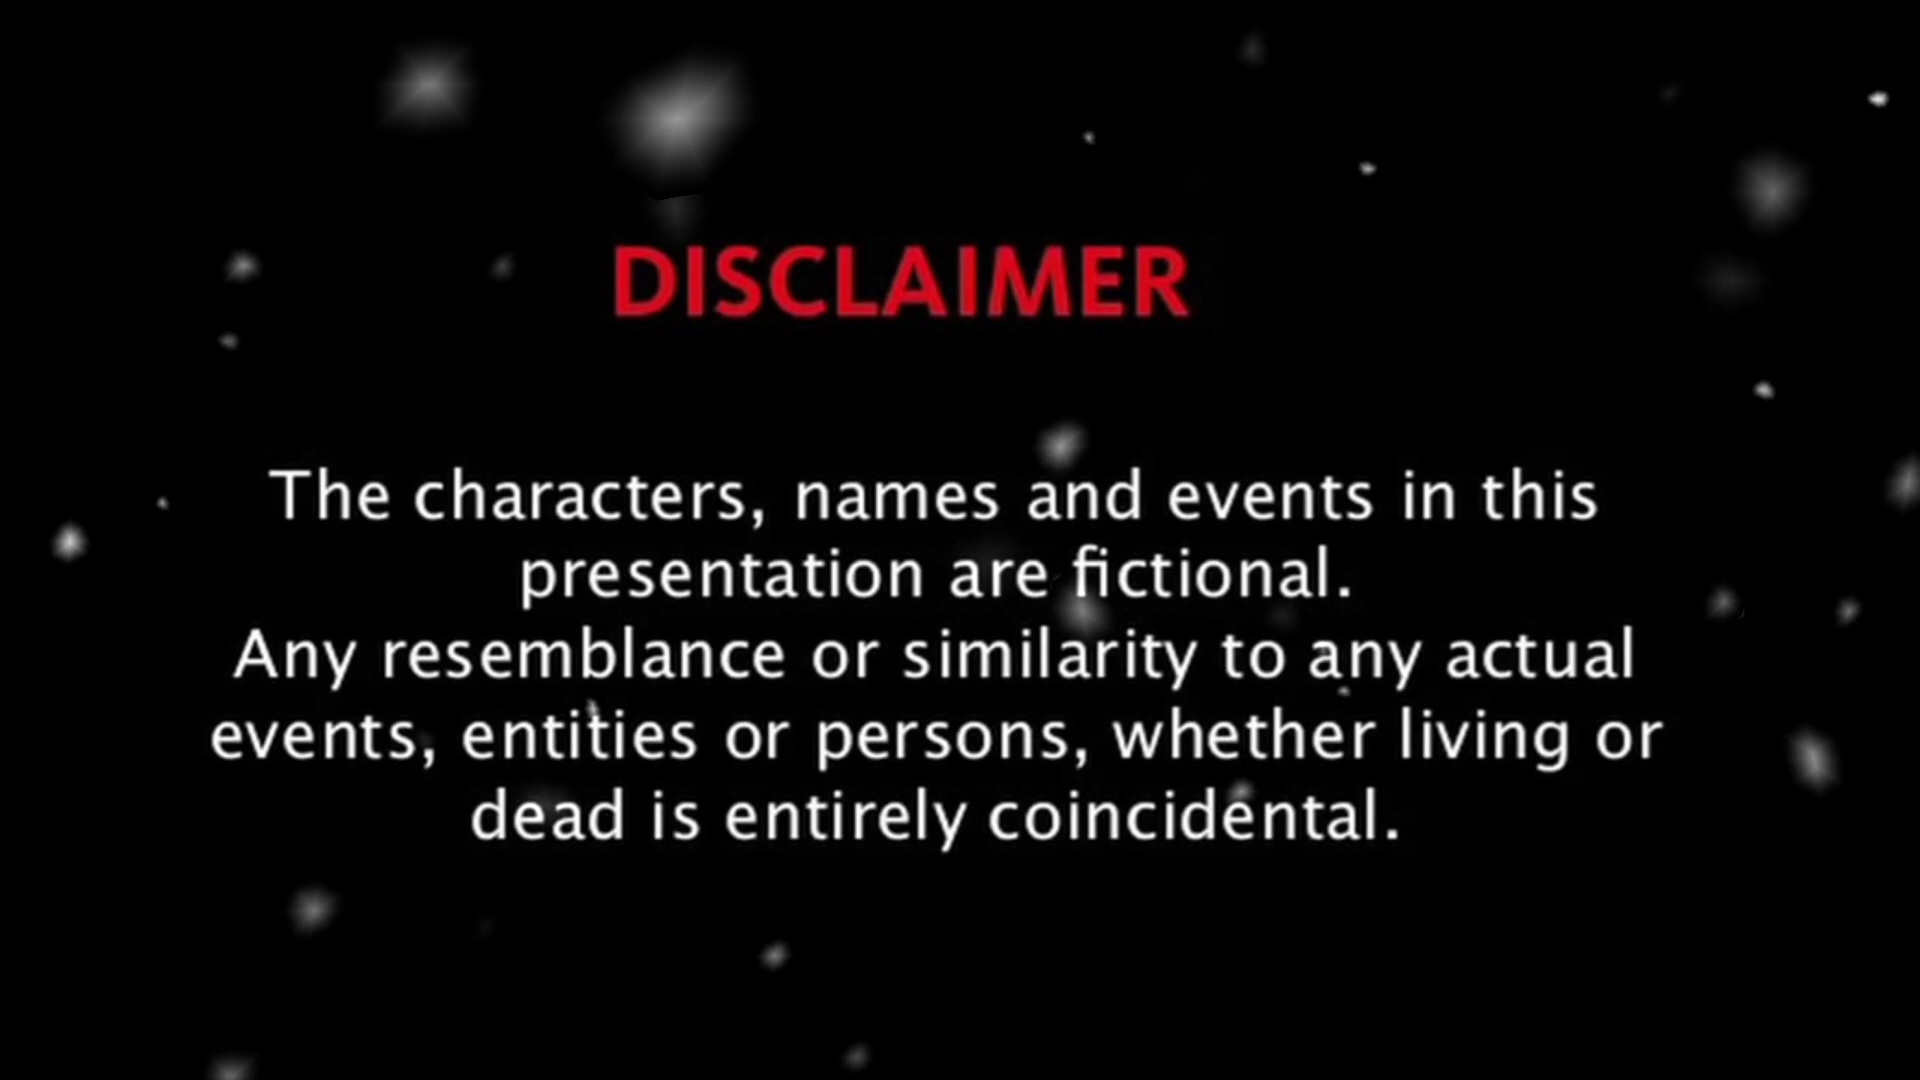 DISCLAIMER
The characters, names and events in this
presentation are fictional.
Any resemblance or similarity to any actual
events, entities or persons, whether living or
dead is entirely coincidental.